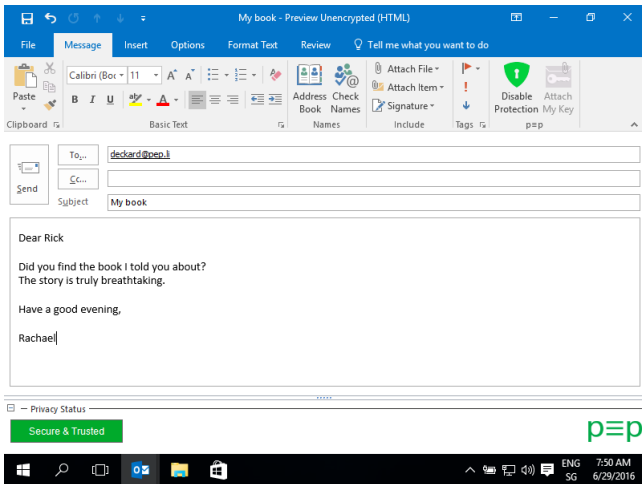 My book - Preview Unencrypted (HTML)
File Message Insert Options Format Text Review Tell me what you want to do
Calibri (Boc 11 A A
Attach File
Attach Item
Signature
Paste
B I U aby A
Address Book
Check Names
Disable Protection
Attach My Key
Clipboard Basic Text Names Include Tags p≡p
To... deckard@pep.li
Cc...
Send
Subject My book
Dear Rick
Did you find the book I told you about?
The story is truly breathtaking.
Have a good evening,
Rachael
Privacy Status
Secure & Trusted
p≡p
ENG 7:50 AM
SG 6/29/2016